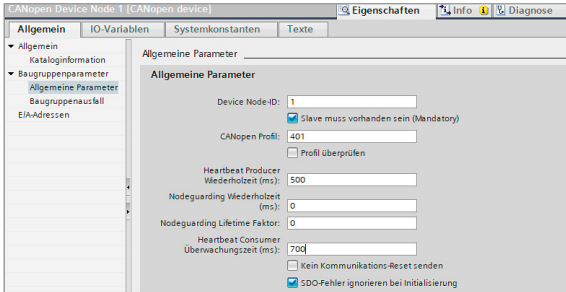 CANopen Device Node 1 [CANopen device]
Eigenschaften
Info
Diagnose
Allgemein
IO-Variablen
Systemkonstanten
Texte
Allgemein
Kataloginformation
Baugruppenparameter
Allgemeine Parameter
Baugruppenausfall
E/A-Adressen
Allgemeine Parameter
Allgemeine Parameter
Device Node-ID: 1
Slave muss vorhanden sein (Mandatory)
CANopen Profil: 401
Profil überprüfen
Heartbeat Producer
Wiederholzeit (ms): 500
Nodeguarding Wiederholzeit
(ms): 0
Nodeguarding Lifetime Faktor: 0
Heartbeat Consumer
Überwachungszeit (ms): 700
Kein Kommunikations-Reset senden
SDO-Fehler ignorieren bei Initialisierung